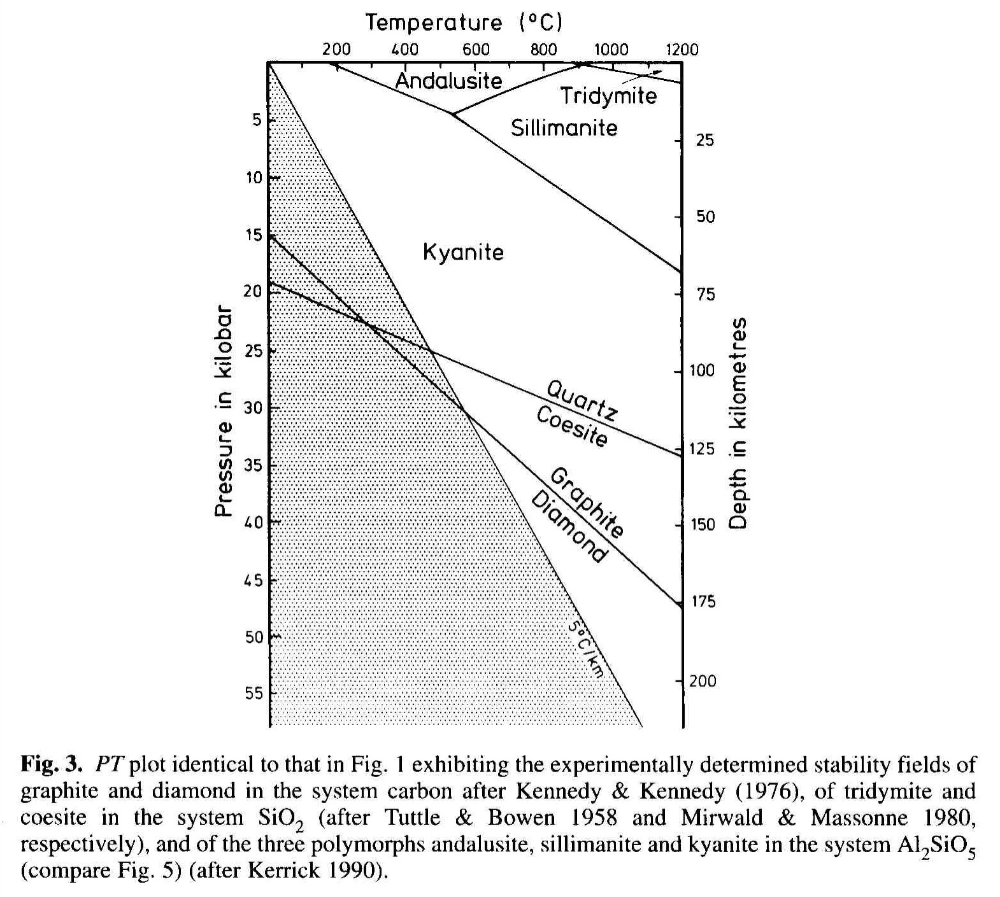 Temperature (°C)
200 400 600 800 1000 1200
Andalusite
Tridymite
Sillimanite
5
25
10
50
15
Kyanite
20
75
Pressure in kilobar
Depth in kilometres
25
100
Quartz
Coesite
30
125
35
Graphite
Diamond
40
150
45
175
5°C/km
50
200
55
Fig. 3. PT plot identical to that in Fig. 1 exhibiting the experimentally determined stability fields of
graphite and diamond in the system carbon after Kennedy & Kennedy (1976), of tridymite and
coesite in the system SiO₂ (after Tuttle & Bowen 1958 and Mirwald & Massonne 1980,
respectively), and of the three polymorphs andalusite, sillimanite and kyanite in the system Al₂SiO₅
(compare Fig. 5) (after Kerrick 1990).